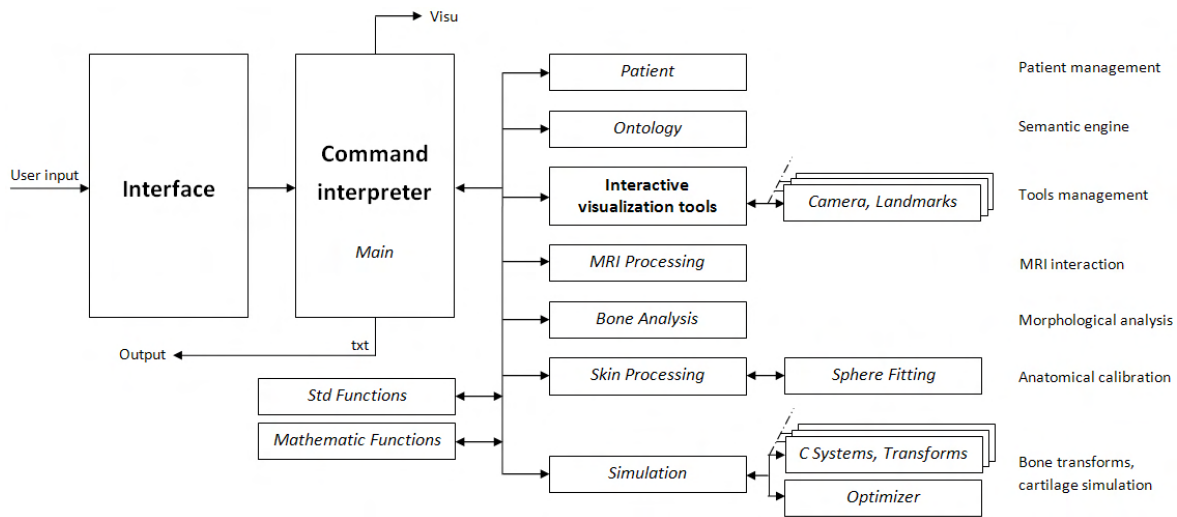 Visu
Patient
Patient management
Ontology
Semantic engine
User input
Interface
Command
interpreter
Main
Interactive
visualization tools
Camera, Landmarks
Tools management
MRI Processing
MRI interaction
Bone Analysis
Morphological analysis
Output
txt
Skin Processing
Sphere Fitting
Anatomical calibration
Std Functions
Mathematic Functions
Simulation
C Systems, Transforms
Optimizer
Bone transforms,
cartilage simulation